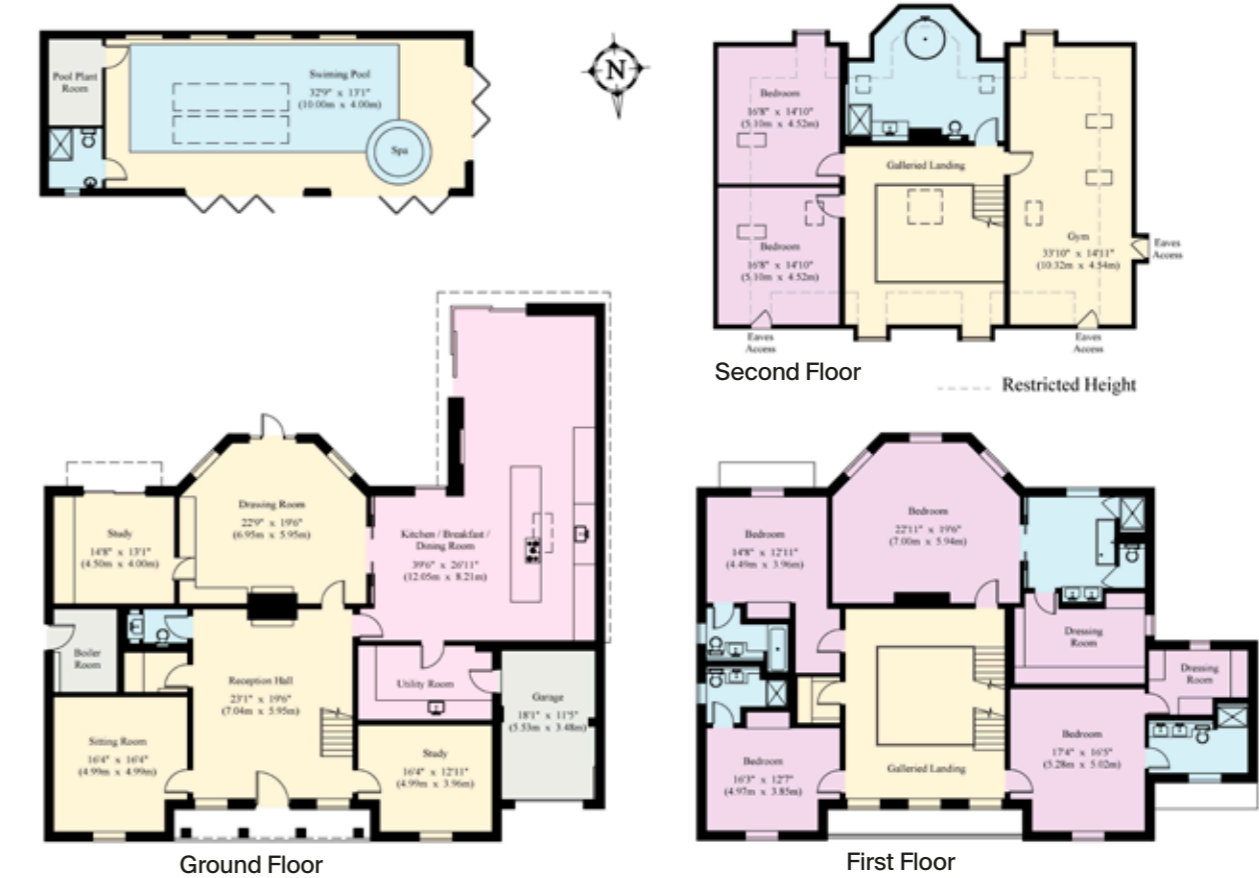 Pool Plant
Room
Swiming Pool
32'9" x 13'1"
(10.00m x 4.00m)
Spa
N
Bedroom
16'8" x 14'10"
(5.10m x 4.52m)
Galleried Landing
Bedroom
16'8" x 14'10"
(5.10m x 4.52m)
Gym
33'10" x 14'11"
(10.32m x 4.54m)
Eaves
Access
Eaves
Access
Eaves
Access
Second Floor
Restricted Height
Study
14'8" x 13'1"
(4.50m x 4.00m)
Drawing Room
22'9" x 19'6"
(6.95m x 5.95m)
Kitchen / Breakfast /
Dining Room
39'6" x 26'11"
(12.05m x 8.21m)
Boiler
Room
Reception Hall
23'1" x 19'6"
(7.04m x 5.95m)
Utility Room
Garage
18'1" x 11'5"
(5.53m x 3.48m)
Sitting Room
16'4" x 16'4"
(4.99m x 4.99m)
Study
16'4" x 12'11"
(4.99m x 3.96m)
Ground Floor
Bedroom
14'8" x 12'11"
(4.49m x 3.96m)
Bedroom
22'11" x 19'6"
(7.00m x 5.94m)
Dressing
Room
Dressing
Room
Bedroom
17'4" x 16'5"
(5.28m x 5.02m)
Bedroom
16'3" x 12'7"
(4.97m x 3.85m)
Galleried Landing
First Floor